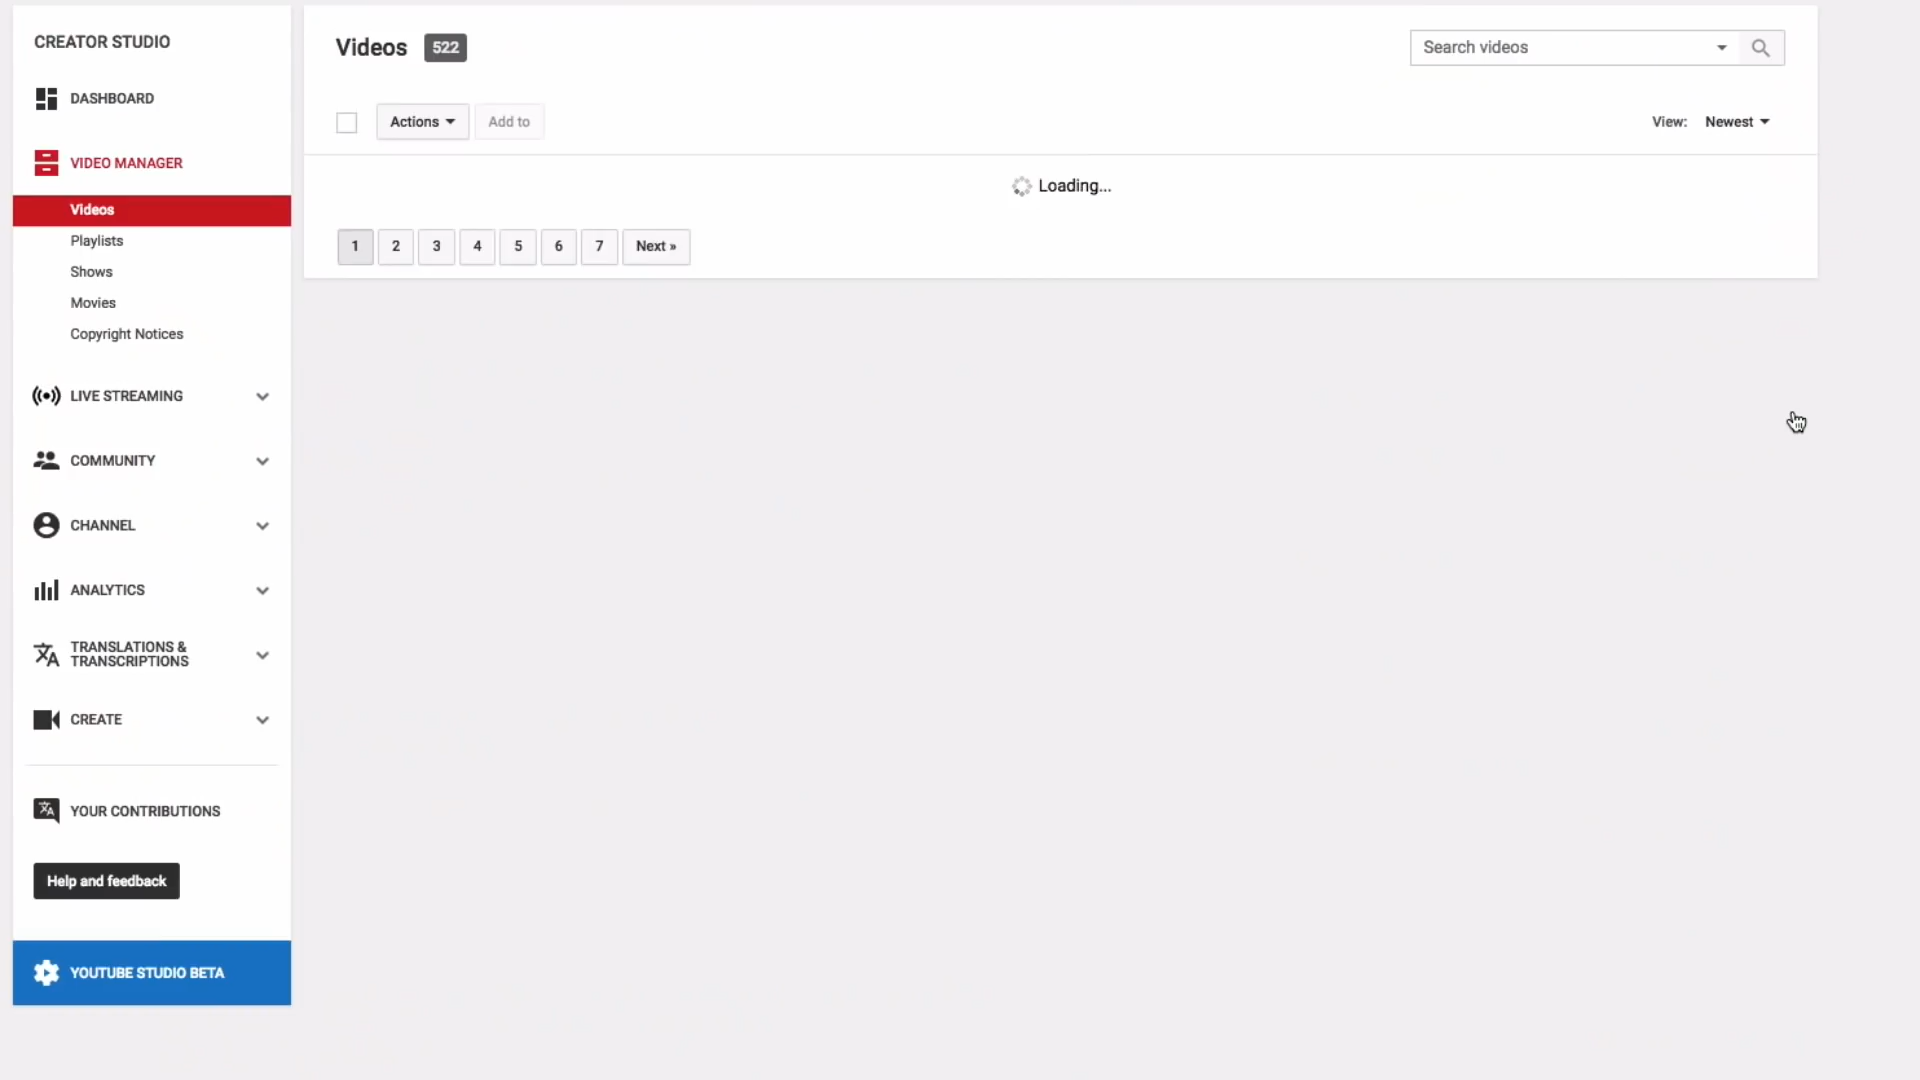 CREATOR STUDIO
DASHBOARD
VIDEO MANAGER
Videos
Playlists
Shows
Movies
Copyright Notices
LIVE STREAMING
COMMUNITY
CHANNEL
ANALYTICS
TRANSLATIONS &
TRANSCRIPTIONS
CREATE
YOUR CONTRIBUTIONS
Help and feedback
YOUTUBE STUDIO BETA
Videos 522
Search videos
Actions Add to
View: Newest
Loading...
1 2 3 4 5 6 7 Next »